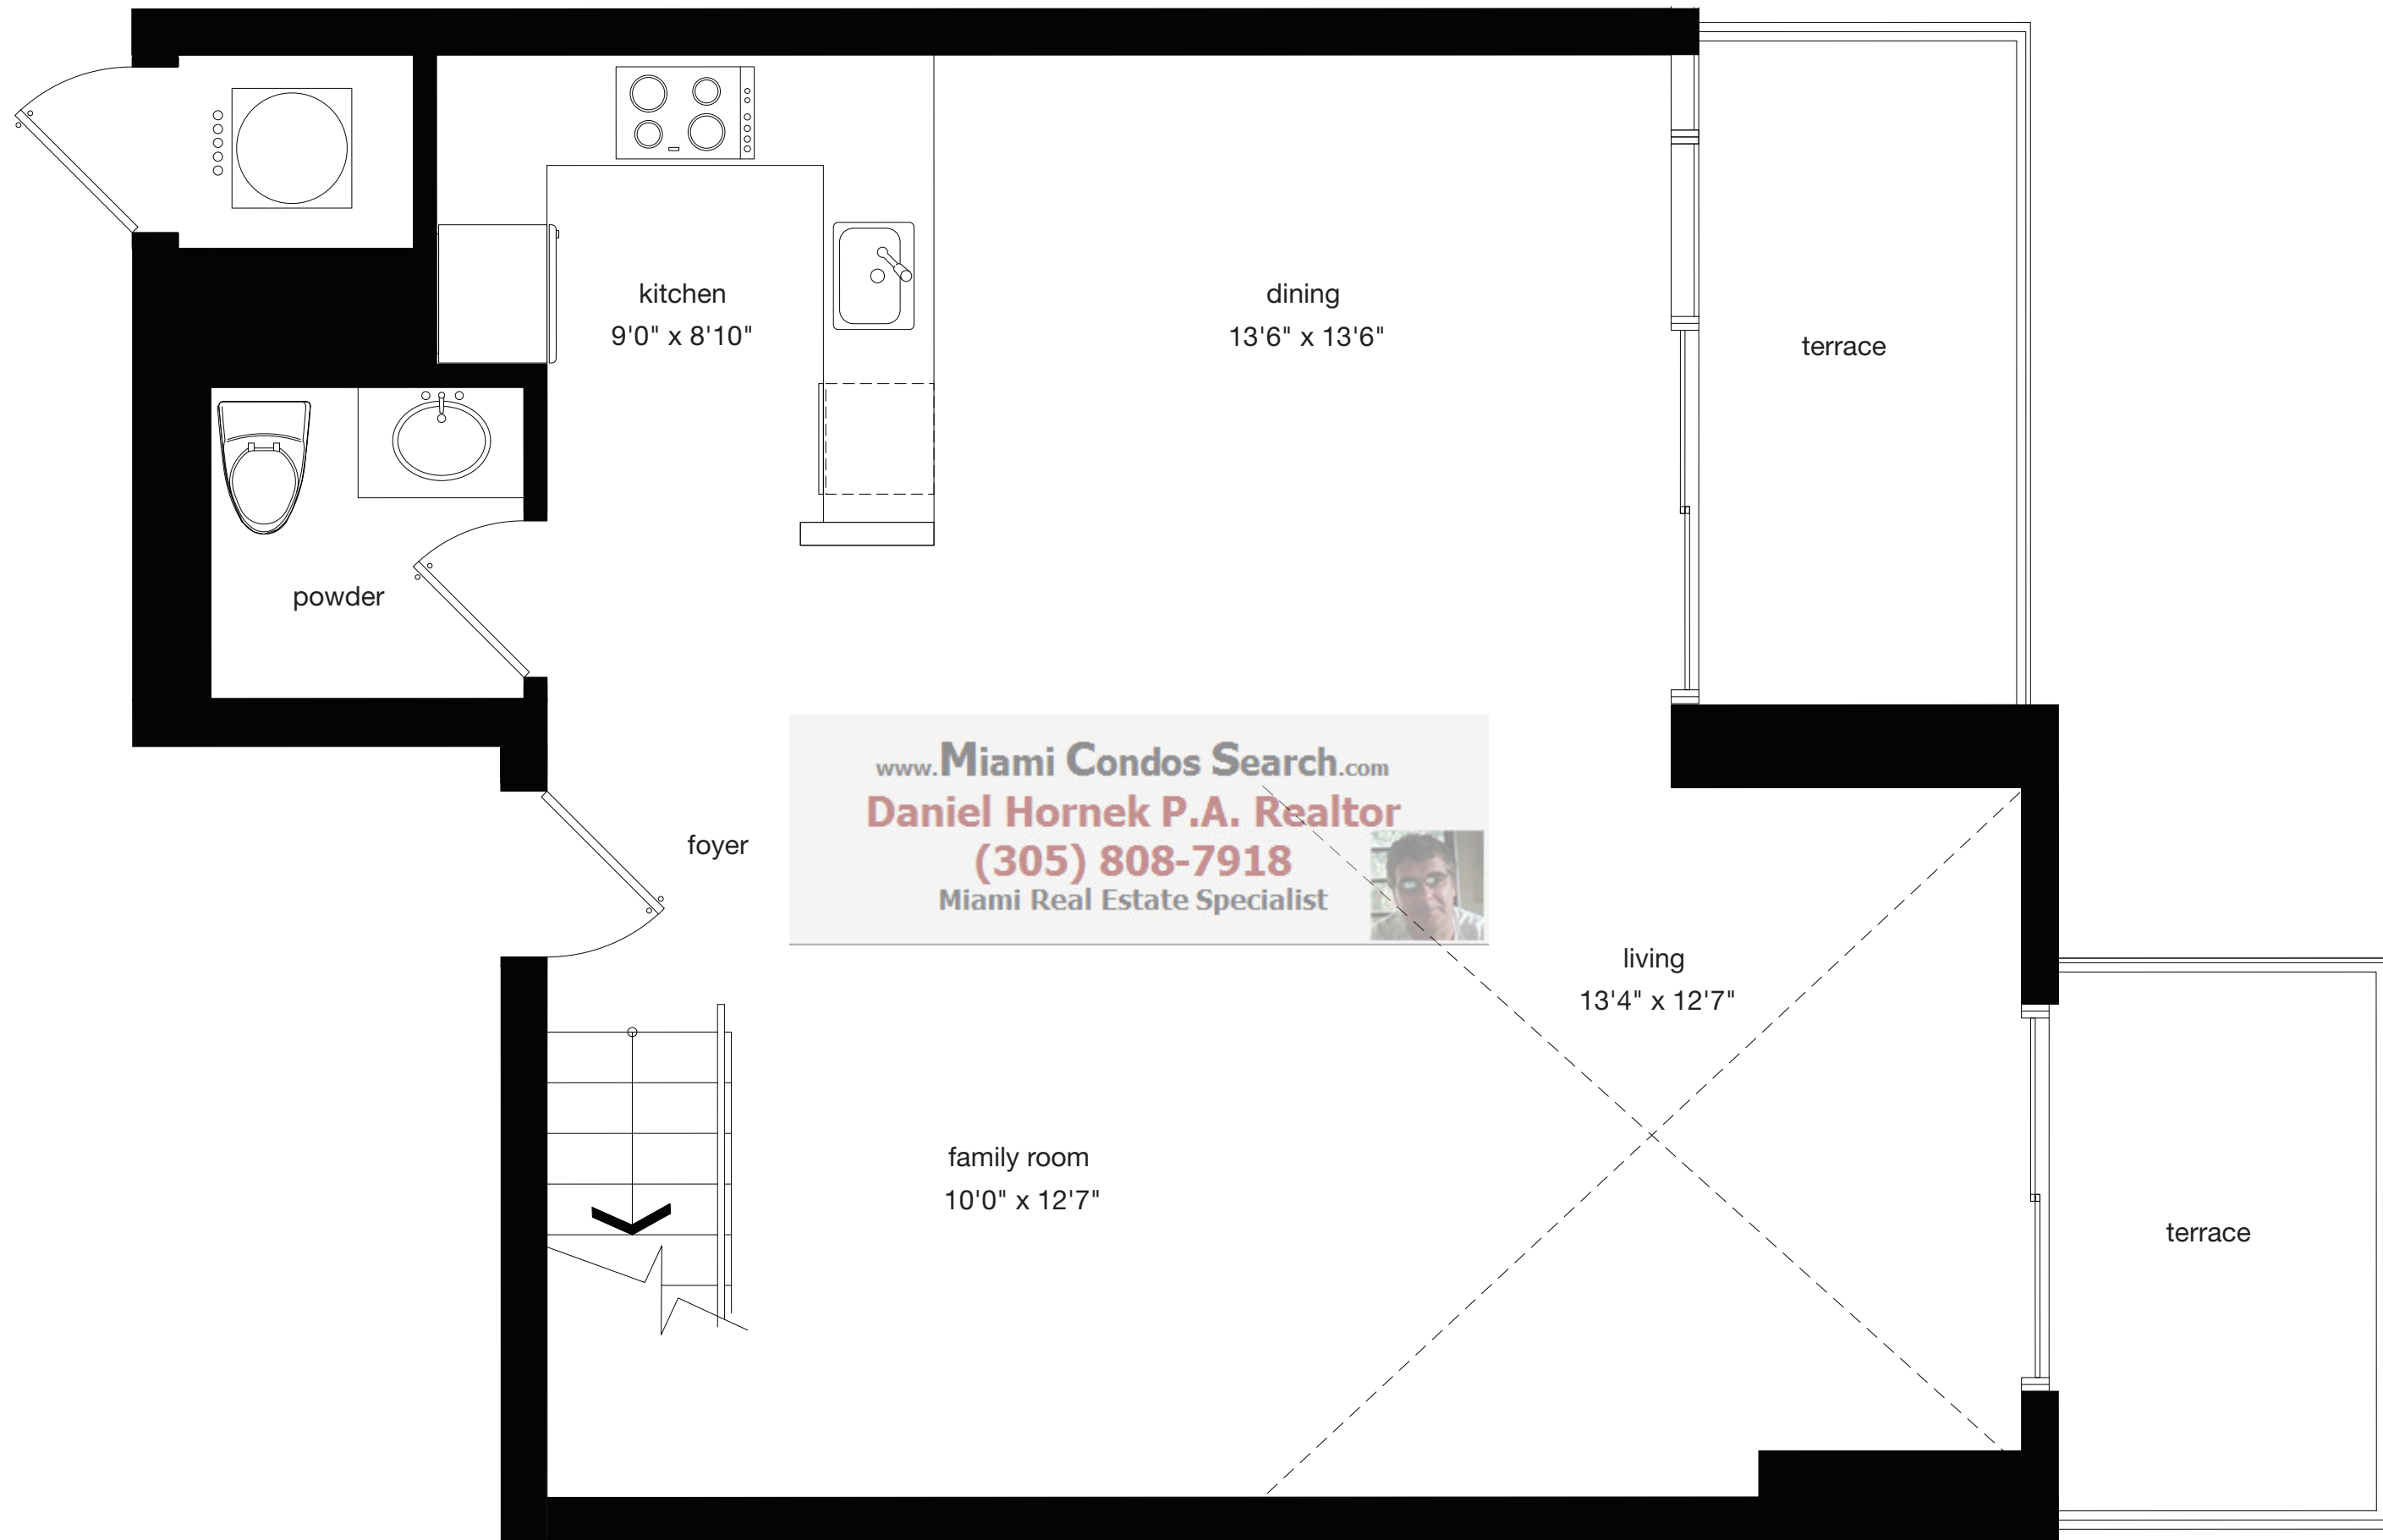 kitchen
9'0" x 8'10"
dining
13'6" x 13'6"
terrace
powder
www.Miami Condos Search.com
Daniel Hornek P.A. Realtor
(305) 808-7918
Miami Real Estate Specialist
foyer
living
13'4" x 12'7"
family room
10'0" x 12'7"
terrace